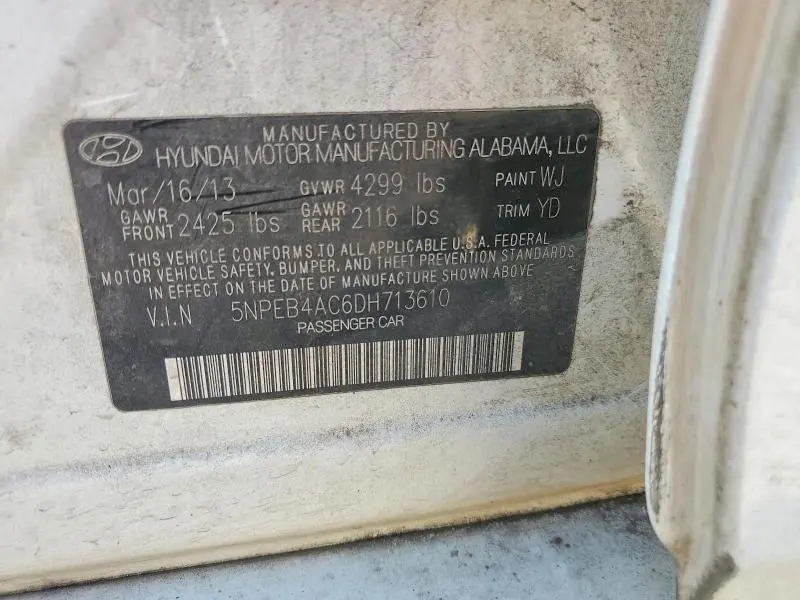 MANUFACTURED BY
HYUNDAI MOTOR MANUFACTURING ALABAMA, LLC
Mar/16/13 GVWR 4299 lbs PAINT WJ
GAWR FRONT 2425 lbs GAWR REAR 2116 lbs TRIM YD
THIS VEHICLE CONFORMS TO ALL APPLICABLE U.S.A. FEDERAL
MOTOR VEHICLE SAFETY, BUMPER, AND THEFT PREVENTION STANDARDS
IN EFFECT ON THE DATE OF MANUFACTURE SHOWN ABOVE
V.I.N 5NPEB4AC6DH713610
PASSENGER CAR